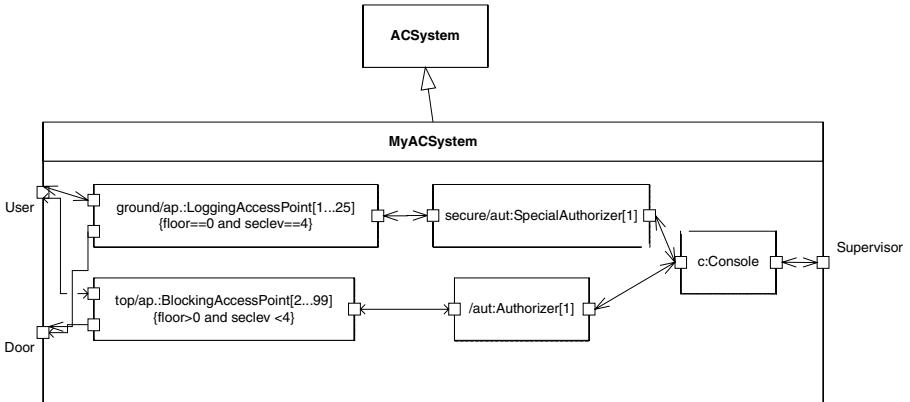 ACSystem
MyACSystem
User
ground/ap.:LoggingAccessPoint[1...25]
{floor==0 and seclev==4}
secure/aut:SpecialAuthorizer[1]
c:Console
Supervisor
top/ap.:BlockingAccessPoint[2...99]
{floor>0 and seclev <4}
/aut:Authorizer[1]
Door